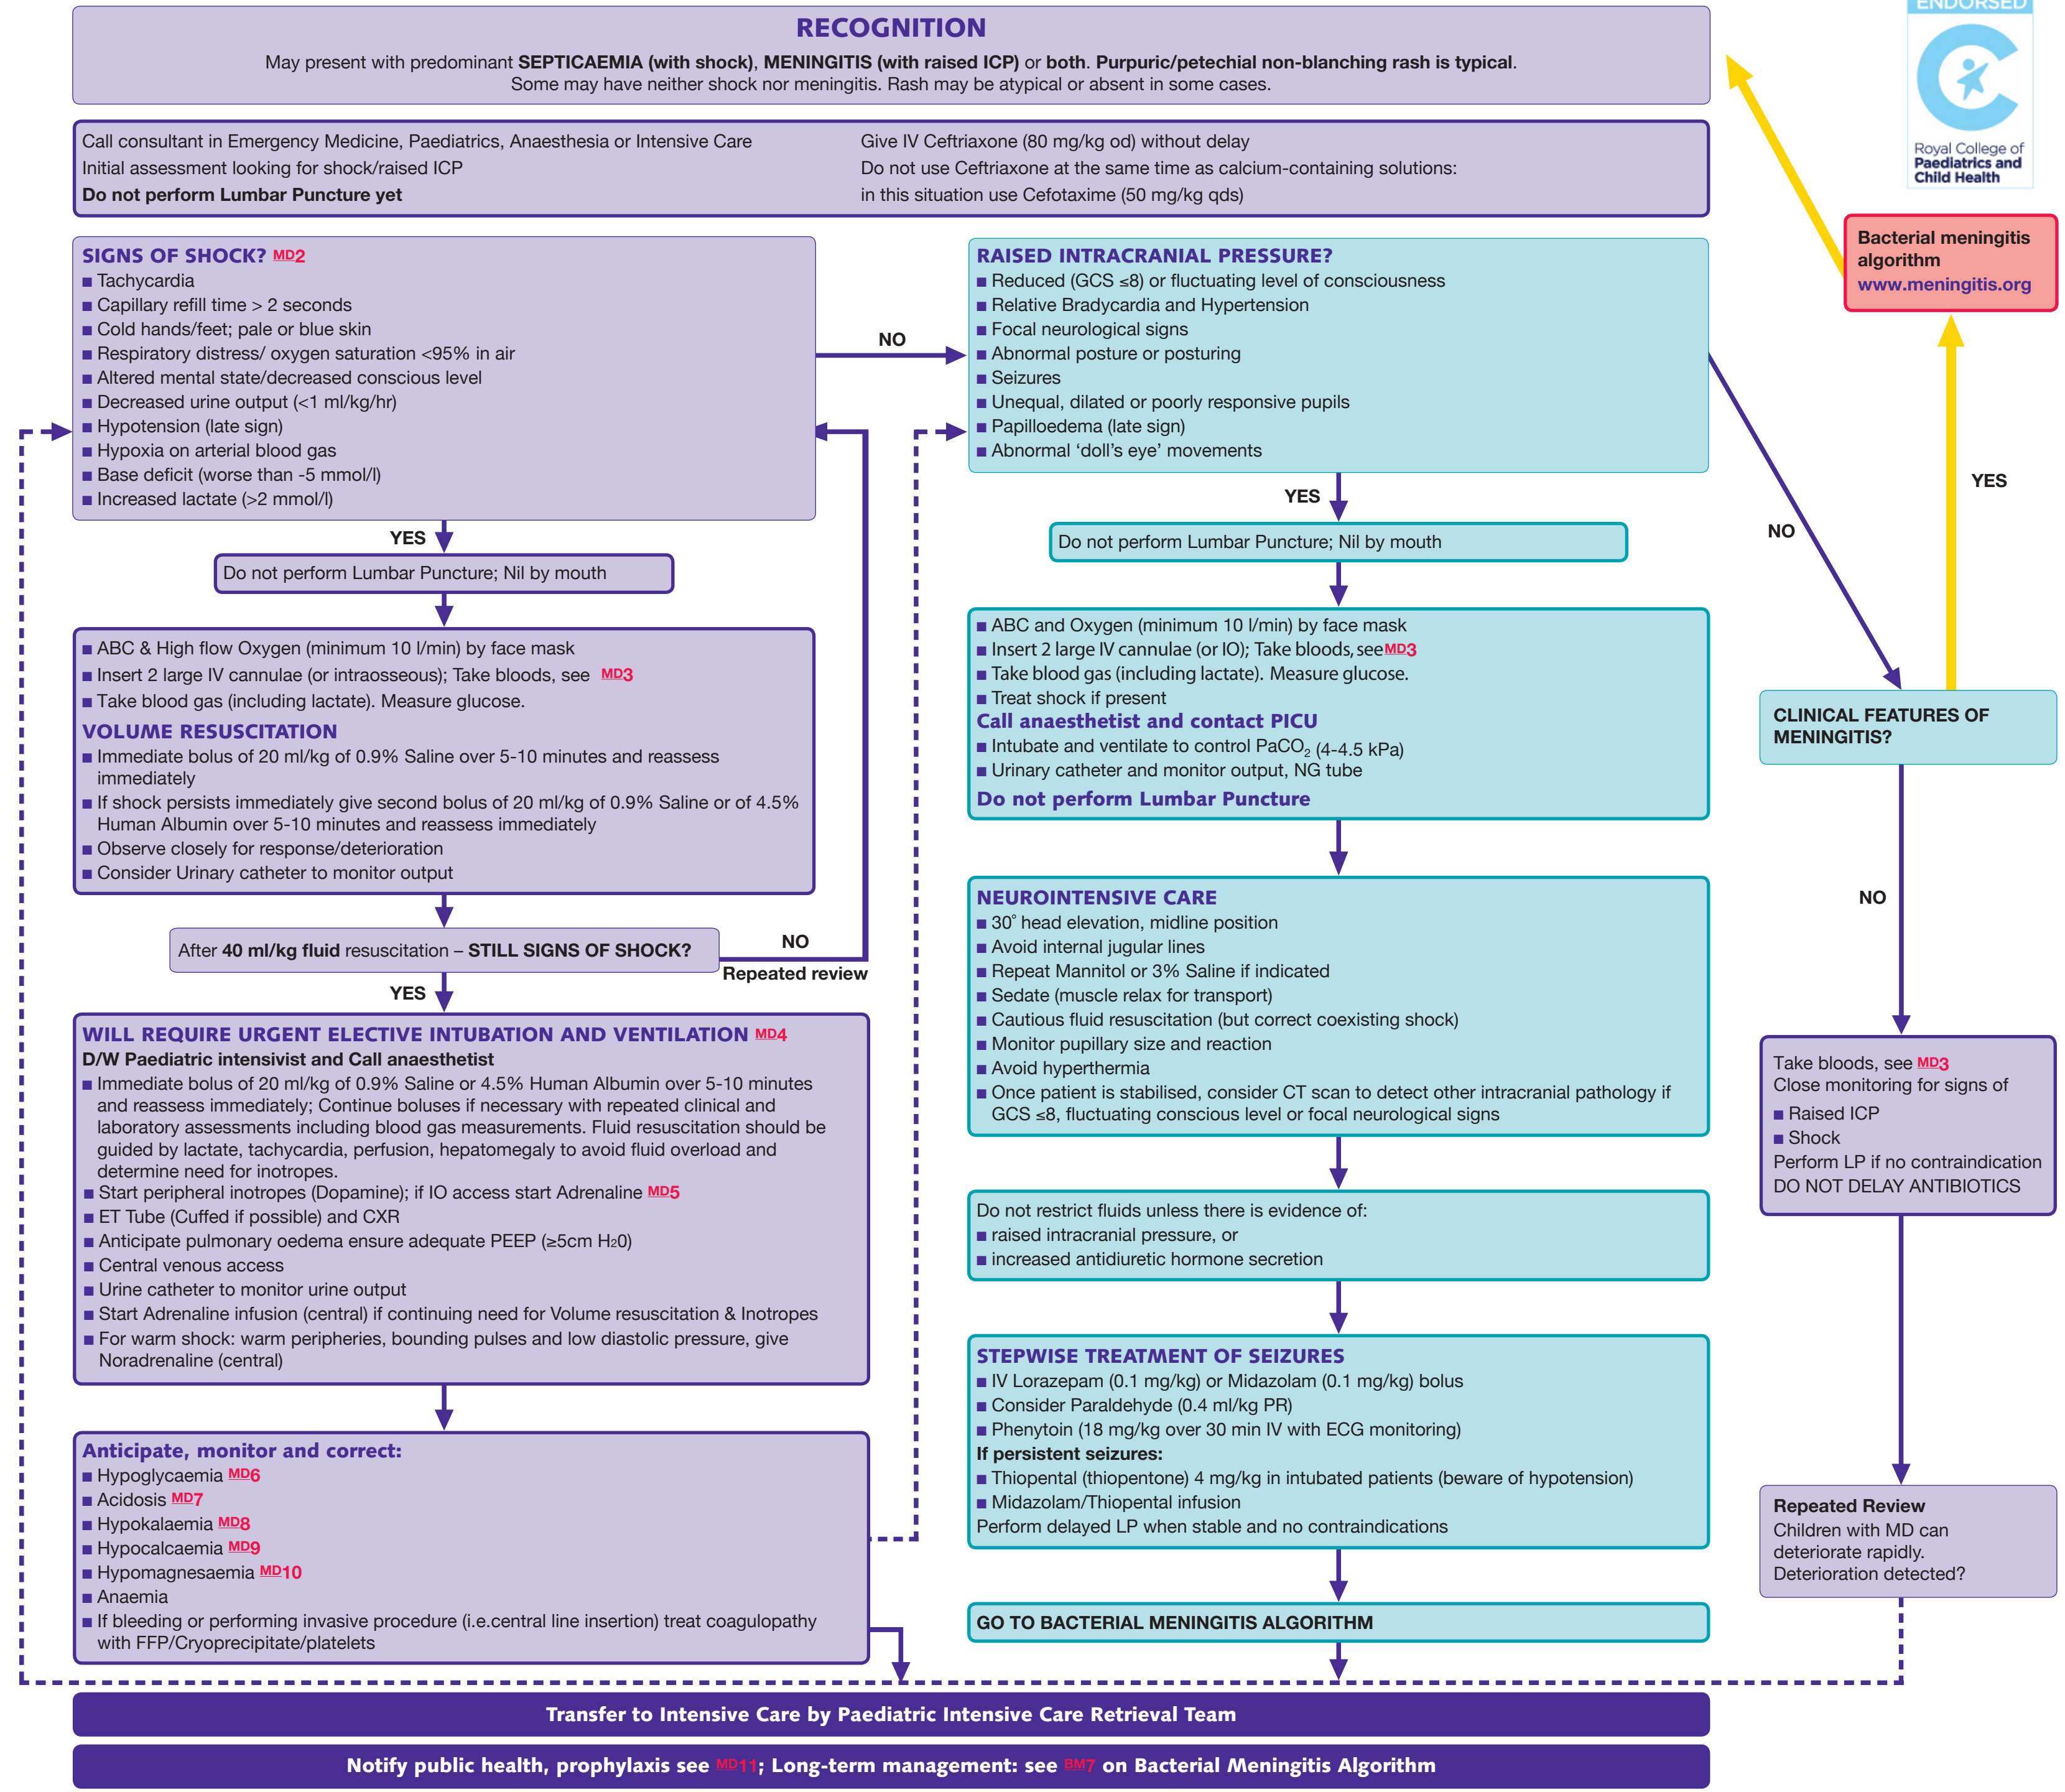 RECOGNITION
May present with predominant SEPTICAEMIA (with shock), MENINGITIS (with raised ICP) or both. Purpuric/petechial non-blanching rash is typical.
Some may have neither shock nor meningitis. Rash may be atypical or absent in some cases.
ENDORSED
Royal College of
Paediatrics and
Child Health
Call consultant in Emergency Medicine, Paediatrics, Anaesthesia or Intensive Care
Initial assessment looking for shock/raised ICP
Do not perform Lumbar Puncture yet
Give IV Ceftriaxone (80 mg/kg od) without delay
Do not use Ceftriaxone at the same time as calcium-containing solutions:
in this situation use Cefotaxime (50 mg/kg qds)
SIGNS OF SHOCK? MD2
■ Tachycardia
■ Capillary refill time > 2 seconds
■ Cold hands/feet; pale or blue skin
■ Respiratory distress/ oxygen saturation <95% in air
■ Altered mental state/decreased conscious level
■ Decreased urine output (<1 ml/kg/hr)
■ Hypotension (late sign)
■ Hypoxia on arterial blood gas
■ Base deficit (worse than -5 mmol/l)
■ Increased lactate (>2 mmol/l)
NO
YES
Do not perform Lumbar Puncture; Nil by mouth
■ ABC & High flow Oxygen (minimum 10 l/min) by face mask
■ Insert 2 large IV cannulae (or intraosseous); Take bloods, see MD3
■ Take blood gas (including lactate). Measure glucose.
VOLUME RESUSCITATION
■ Immediate bolus of 20 ml/kg of 0.9% Saline over 5-10 minutes and reassess
immediately
■ If shock persists immediately give second bolus of 20 ml/kg of 0.9% Saline or of 4.5%
Human Albumin over 5-10 minutes and reassess immediately
■ Observe closely for response/deterioration
■ Consider Urinary catheter to monitor output
After 40 ml/kg fluid resuscitation – STILL SIGNS OF SHOCK?
NO
Repeated review
YES
WILL REQUIRE URGENT ELECTIVE INTUBATION AND VENTILATION MD4
D/W Paediatric intensivist and Call anaesthetist
■ Immediate bolus of 20 ml/kg of 0.9% Saline or 4.5% Human Albumin over 5-10 minutes
and reassess immediately; Continue boluses if necessary with repeated clinical and
laboratory assessments including blood gas measurements. Fluid resuscitation should be
guided by lactate, tachycardia, perfusion, hepatomegaly to avoid fluid overload and
determine need for inotropes.
■ Start peripheral inotropes (Dopamine); if IO access start Adrenaline MD5
■ ET Tube (Cuffed if possible) and CXR
■ Anticipate pulmonary oedema ensure adequate PEEP (≥5cm H₂0)
■ Central venous access
■ Urine catheter to monitor urine output
■ Start Adrenaline infusion (central) if continuing need for Volume resuscitation & Inotropes
■ For warm shock: warm peripheries, bounding pulses and low diastolic pressure, give
Noradrenaline (central)
Anticipate, monitor and correct:
■ Hypoglycaemia MD6
■ Acidosis MD7
■ Hypokalaemia MD8
■ Hypocalcaemia MD9
■ Hypomagnesaemia MD10
■ Anaemia
■ If bleeding or performing invasive procedure (i.e.central line insertion) treat coagulopathy
with FFP/Cryoprecipitate/platelets
RAISED INTRACRANIAL PRESSURE?
■ Reduced (GCS ≤8) or fluctuating level of consciousness
■ Relative Bradycardia and Hypertension
■ Focal neurological signs
■ Abnormal posture or posturing
■ Seizures
■ Unequal, dilated or poorly responsive pupils
■ Papilloedema (late sign)
■ Abnormal ‘doll’s eye’ movements
YES
Do not perform Lumbar Puncture; Nil by mouth
■ ABC and Oxygen (minimum 10 l/min) by face mask
■ Insert 2 large IV cannulae (or IO); Take bloods, see MD3
■ Take blood gas (including lactate). Measure glucose.
■ Treat shock if present
Call anaesthetist and contact PICU
■ Intubate and ventilate to control PaCO₂ (4-4.5 kPa)
■ Urinary catheter and monitor output, NG tube
Do not perform Lumbar Puncture
NEUROINTENSIVE CARE
■ 30° head elevation, midline position
■ Avoid internal jugular lines
■ Repeat Mannitol or 3% Saline if indicated
■ Sedate (muscle relax for transport)
■ Cautious fluid resuscitation (but correct coexisting shock)
■ Monitor pupillary size and reaction
■ Avoid hyperthermia
■ Once patient is stabilised, consider CT scan to detect other intracranial pathology if
GCS ≤8, fluctuating conscious level or focal neurological signs
Do not restrict fluids unless there is evidence of:
■ raised intracranial pressure, or
■ increased antidiuretic hormone secretion
STEPWISE TREATMENT OF SEIZURES
■ IV Lorazepam (0.1 mg/kg) or Midazolam (0.1 mg/kg) bolus
■ Consider Paraldehyde (0.4 ml/kg PR)
■ Phenytoin (18 mg/kg over 30 min IV with ECG monitoring)
If persistent seizures:
■ Thiopental (thiopentone) 4 mg/kg in intubated patients (beware of hypotension)
■ Midazolam/Thiopental infusion
Perform delayed LP when stable and no contraindications
GO TO BACTERIAL MENINGITIS ALGORITHM
Bacterial meningitis
algorithm
www.meningitis.org
YES
NO
CLINICAL FEATURES OF
MENINGITIS?
NO
Take bloods, see MD3
Close monitoring for signs of
■ Raised ICP
■ Shock
Perform LP if no contraindication
DO NOT DELAY ANTIBIOTICS
Repeated Review
Children with MD can
deteriorate rapidly.
Deterioration detected?
Transfer to Intensive Care by Paediatric Intensive Care Retrieval Team
Notify public health, prophylaxis see MD11; Long-term management: see BM7 on Bacterial Meningitis Algorithm